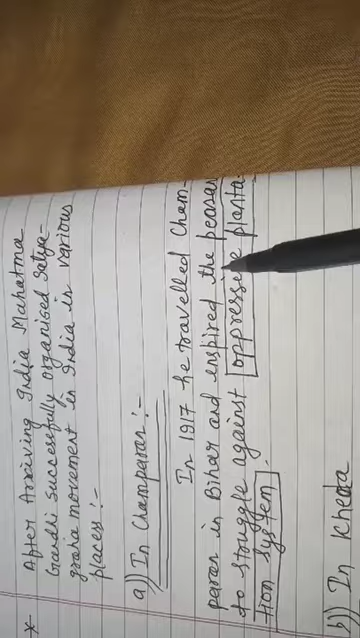 * After Arriving India Mahatma
Gandhi successfully organised satya-
graha movement in India is various
places :-
a)) In Champaran :-
In 1917 he travelled Cham-
paran in Bihar and inspired the peasan
to struggle against oppressive planta-
tion system.
b) In Kheda